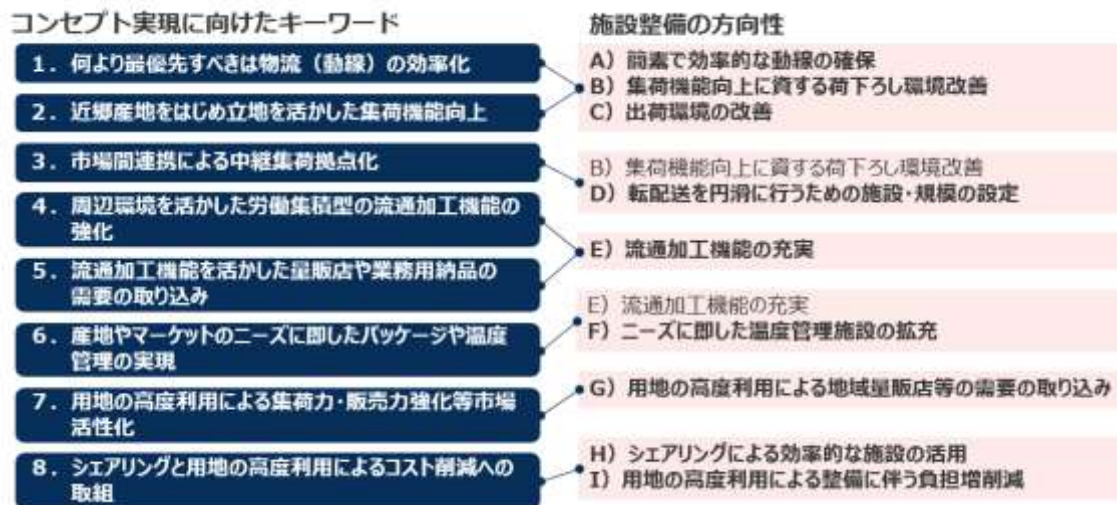 コンセプト実現に向けたキーワード
1．何より最優先すべきは物流（動線）の効率化
2．近郷産地をはじめ立地を活かした集荷機能向上
3．市場間連携による中継集荷拠点化
4．周辺環境を活かした労働集積型の流通加工機能の
強化
5．流通加工機能を活かした量販店や業務用納品の
需要の取り込み
6．産地やマーケットのニーズに即したパッケージや温度
管理の実現
7．用地の高度利用による集荷力・販売力強化等市場
活性化
8．シェアリングと用地の高度利用によるコスト削減への
取組
施設整備の方向性
A）簡素で効率的な動線の確保
B）集荷機能向上に資する荷下ろし環境改善
C）出荷環境の改善
B）集荷機能向上に資する荷下ろし環境改善
D）転配送を円滑に行うための施設・規模の設定
E）流通加工機能の充実
E）流通加工機能の充実
F）ニーズに即した温度管理施設の拡充
G）用地の高度利用による地域量販店等の需要の取り込み
H）シェアリングによる効率的な施設の活用
I）用地の高度利用による整備に伴う負担増削減